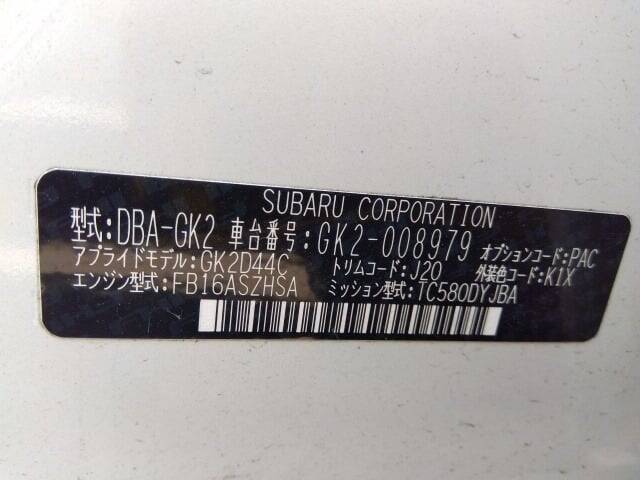 SUBARU CORPORATION
型式:DBA-GK2 車台番号:GK2-008979 オプションコード:PAC
アプライドモデル:GK2D44C トリムコード:J20 外装色コード:K1X
エンジン型式:FB16ASZHSA ミッション型式:TC580DYJBA